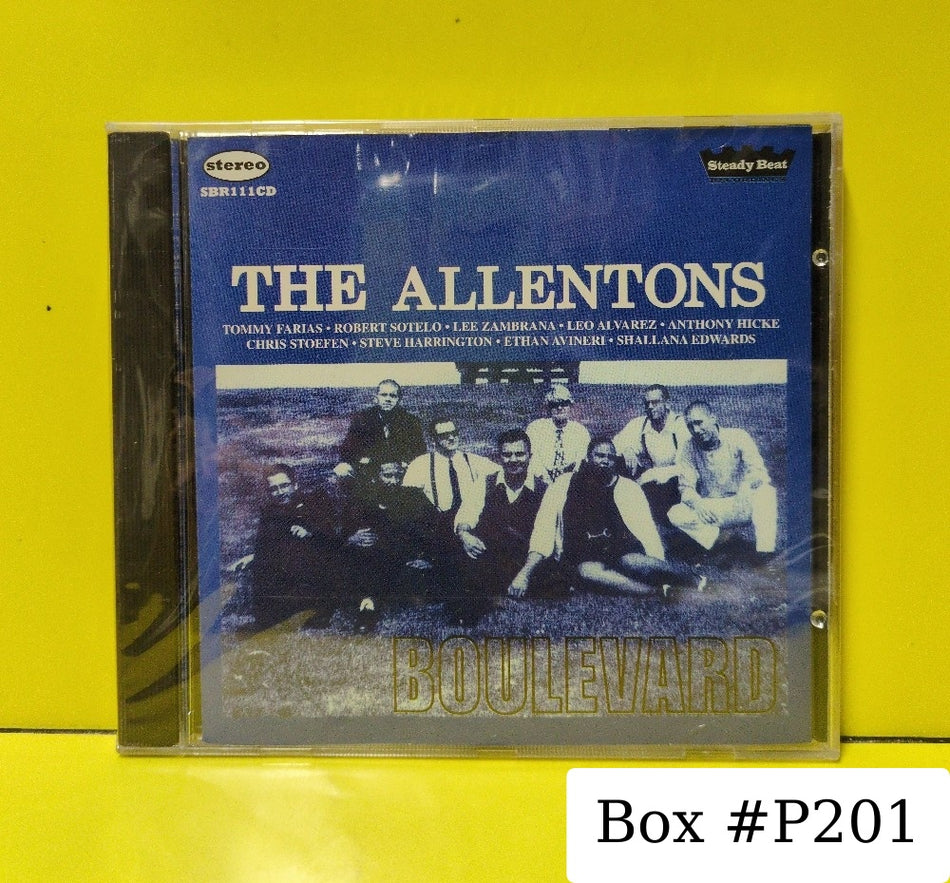 stereo
SBR111CD
Steady Beat
RECORDINGS
THE ALLENTONS
TOMMY FARIAS • ROBERT SOTELO • LEE ZAMBRANA • LEO ALVAREZ • ANTHONY HICKE
CHRIS STOEFEN • STEVE HARRINGTON • ETHAN AVINERI • SHALLANA EDWARDS
BOULEVARD
Box #P201